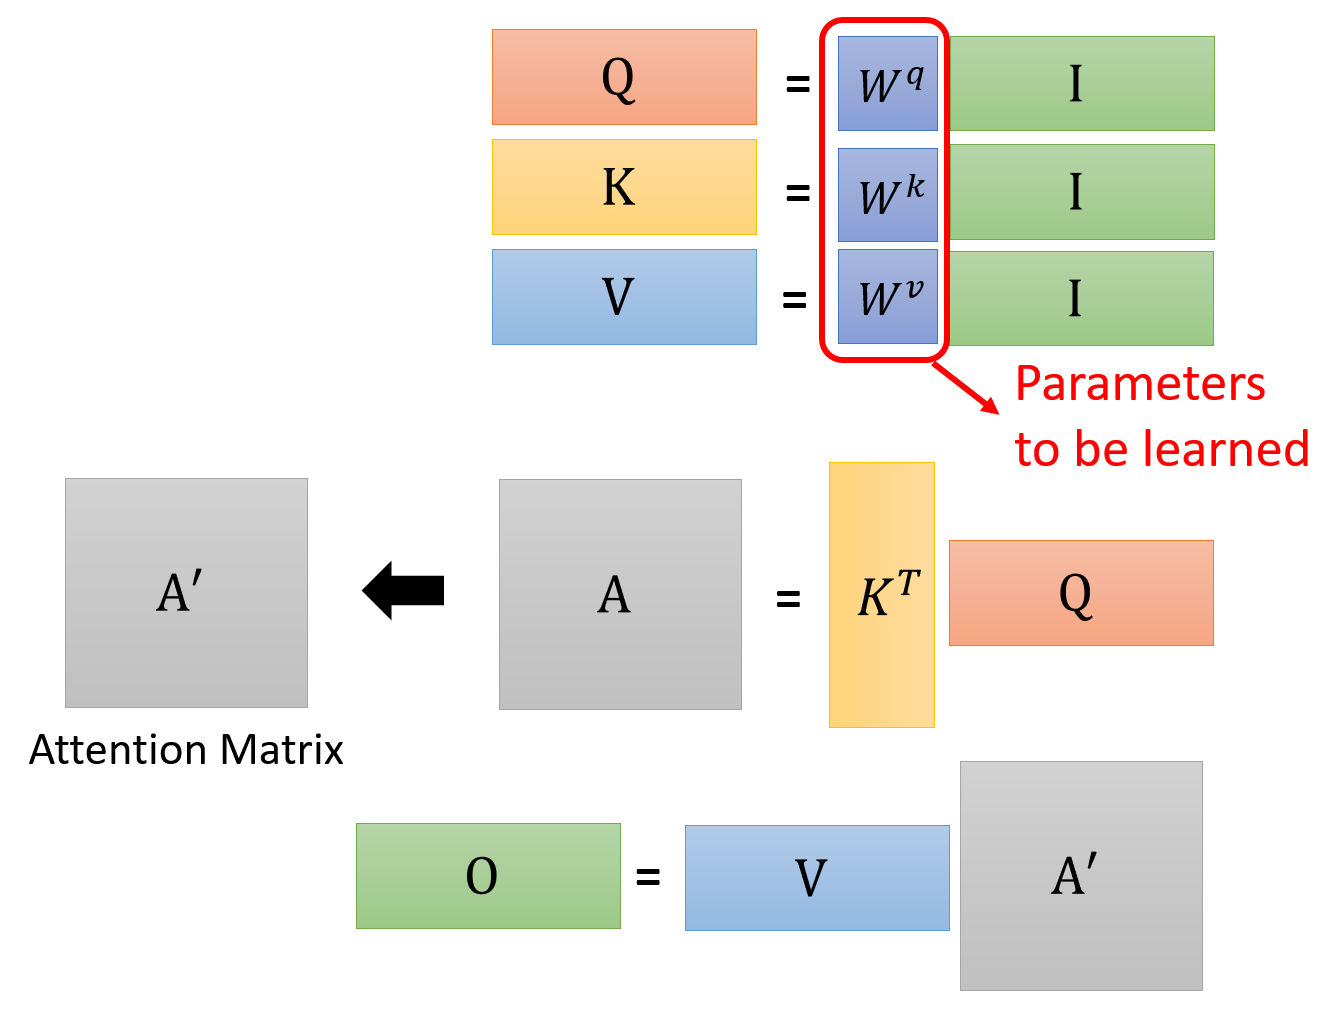 Q = W^q I
K = W^k I
V = W^v I
Parameters
to be learned
A′ A = K^T Q
Attention Matrix
O = V A′